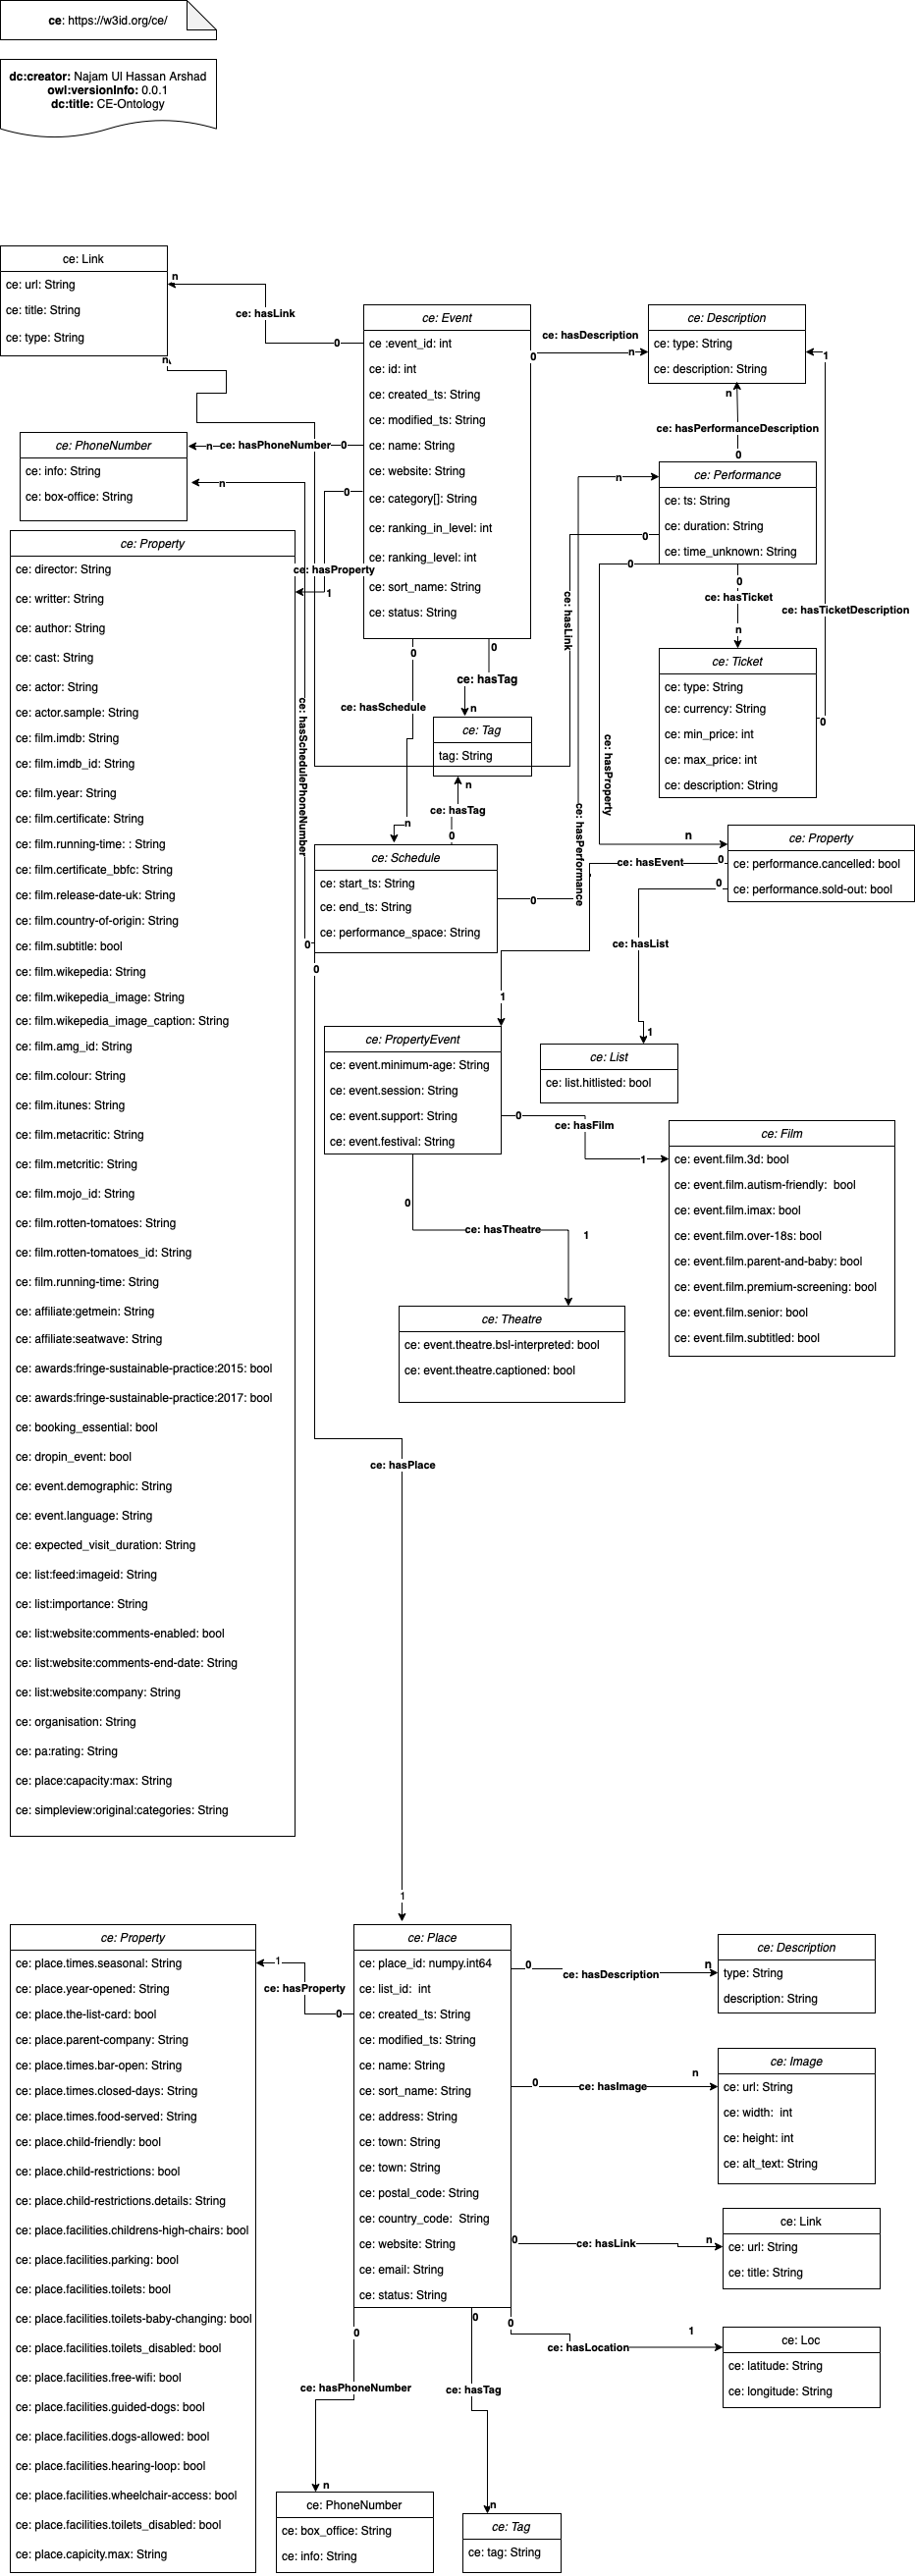 ce: https://w3id.org/ce/
dc:creator: Najam Ul Hassan Arshad
owl:versionInfo: 0.0.1
dc:title: CE-Ontology
ce: Link
ce: url: String
ce: title: String
ce: type: String
n
ce: hasLink
0
n
ce: Event
ce :event_id: int
ce: id: int
ce: created_ts: String
ce: modified_ts: String
ce: name: String
ce: website: String
ce: category[]: String
ce: ranking_in_level: int
ce: ranking_level: int
ce: sort_name: String
ce: status: String
ce: hasDescription
0
n
ce: Description
ce: type: String
ce: description: String
1
n
ce: hasPerformanceDescription
0
ce: PhoneNumber
ce: info: String
ce: box-office: String
n
ce: hasPhoneNumber
0
n
0
ce: hasProperty
1
ce: Performance
ce: ts: String
ce: duration: String
ce: time_unknown: String
n
0
0
0
ce: hasTicket
n
ce: hasTicketDescription
ce: hasLink
ce: Ticket
ce: type: String
ce: currency: String
ce: min_price: int
ce: max_price: int
ce: description: String
0
ce: hasProperty
ce: Property
ce: director: String
ce: writter: String
ce: author: String
ce: cast: String
ce: actor: String
ce: actor.sample: String
ce: film.imdb: String
ce: film.imdb_id: String
ce: film.year: String
ce: film.certificate: String
ce: film.running-time: : String
ce: film.certificate_bbfc: String
ce: film.release-date-uk: String
ce: film.country-of-origin: String
ce: film.subtitle: bool
ce: film.wikepedia: String
ce: film.wikepedia_image: String
ce: film.wikepedia_image_caption: String
ce: film.amg_id: String
ce: film.colour: String
ce: film.itunes: String
ce: film.metacritic: String
ce: film.metcritic: String
ce: film.mojo_id: String
ce: film.rotten-tomatoes: String
ce: film.rotten-tomatoes_id: String
ce: film.running-time: String
ce: affiliate:getmein: String
ce: affiliate:seatwave: String
ce: awards:fringe-sustainable-practice:2015: bool
ce: awards:fringe-sustainable-practice:2017: bool
ce: booking_essential: bool
ce: dropin_event: bool
ce: event.demographic: String
ce: event.language: String
ce: expected_visit_duration: String
ce: list:feed:imageid: String
ce: list:importance: String
ce: list:website:comments-enabled: bool
ce: list:website:comments-end-date: String
ce: list:website:company: String
ce: organisation: String
ce: pa:rating: String
ce: place:capacity:max: String
ce: simpleview:original:categories: String
0
0
ce: hasTag
ce: hasSchedule
n
ce: Tag
tag: String
n
ce: hasTag
0
n
ce: hasSchedulePhoneNumber
ce: hasPerformance
ce: Schedule
ce: start_ts: String
ce: end_ts: String
ce: performance_space: String
0
0
0
n
ce: Property
ce: performance.cancelled: bool
ce: performance.sold-out: bool
0
ce: hasEvent
0
ce: hasList
1
1
ce: PropertyEvent
ce: event.minimum-age: String
ce: event.session: String
ce: event.support: String
ce: event.festival: String
ce: List
ce: list.hitlisted: bool
0
ce: hasFilm
1
ce: Film
ce: event.film.3d: bool
ce: event.film.autism-friendly:  bool
ce: event.film.imax: bool
ce: event.film.over-18s: bool
ce: event.film.parent-and-baby: bool
ce: event.film.premium-screening: bool
ce: event.film.senior: bool
ce: event.film.subtitled: bool
0
ce: hasTheatre
1
ce: Theatre
ce: event.theatre.bsl-interpreted: bool
ce: event.theatre.captioned: bool
ce: hasPlace
1
ce: Property
ce: place.times.seasonal: String
ce: place.year-opened: String
ce: place.the-list-card: bool
ce: place.parent-company: String
ce: place.times.bar-open: String
ce: place.times.closed-days: String
ce: place.times.food-served: String
ce: place.child-friendly: bool
ce: place.child-restrictions: bool
ce: place.child-restrictions.details: String
ce: place.facilities.childrens-high-chairs: bool
ce: place.facilities.parking: bool
ce: place.facilities.toilets: bool
ce: place.facilities.toilets-baby-changing: bool
ce: place.facilities.toilets_disabled: bool
ce: place.facilities.free-wifi: bool
ce: place.facilities.guided-dogs: bool
ce: place.facilities.dogs-allowed: bool
ce: place.facilities.hearing-loop: bool
ce: place.facilities.wheelchair-access: bool
ce: place.facilities.toilets_disabled: bool
ce: place.capicity.max: String
1
ce: hasProperty
0
ce: Place
ce: place_id: numpy.int64
ce: list_id:  int
ce: created_ts: String
ce: modified_ts: String
ce: name: String
ce: sort_name: String
ce: address: String
ce: town: String
ce: town: String
ce: postal_code: String
ce: country_code:  String
ce: website: String
ce: email: String
ce: status: String
0
ce: hasDescription
n
ce: Description
type: String
description: String
0
ce: hasImage
n
ce: Image
ce: url: String
ce: width:  int
ce: height: int
ce: alt_text: String
0
ce: hasLink
n
ce: Link
ce: url: String
ce: title: String
0
ce: hasLocation
1
ce: Loc
ce: latitude: String
ce: longitude: String
0
ce: hasPhoneNumber
n
ce: PhoneNumber
ce: box_office: String
ce: info: String
0
ce: hasTag
n
ce: Tag
ce: tag: String